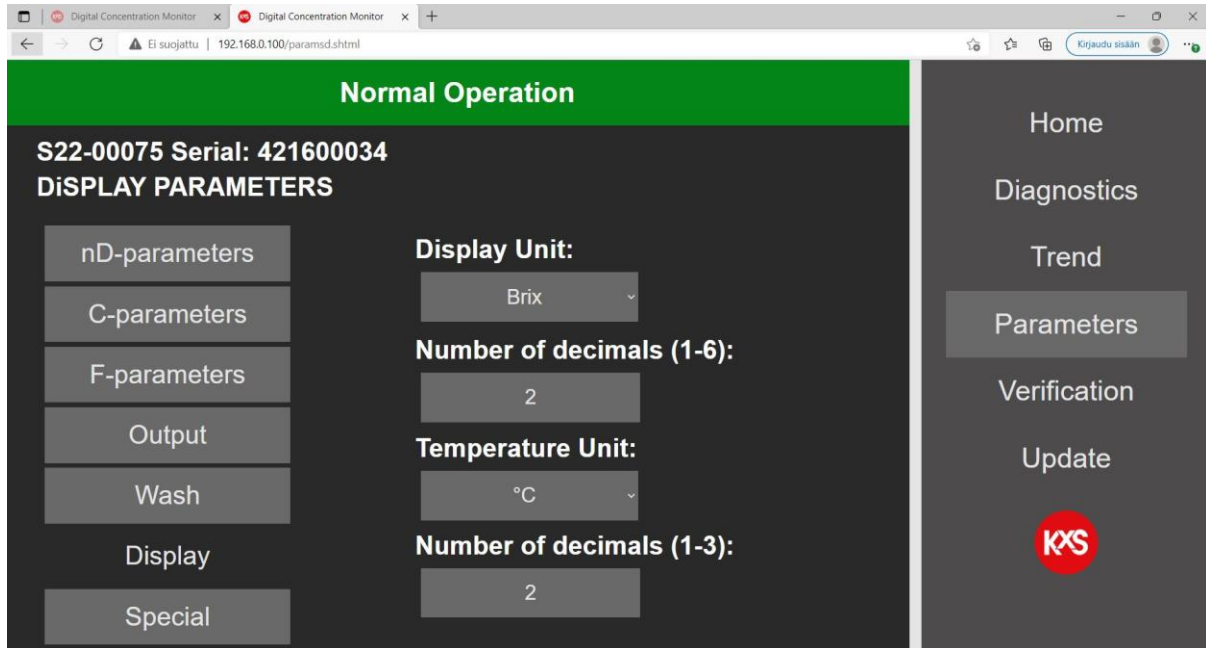 Digital Concentration Monitor
Digital Concentration Monitor
Ei suojattu | 192.168.0.100/paramsd.shtml
Kirjaudu sisään
Normal Operation
S22-00075 Serial: 421600034
DiSPLAY PARAMETERS
nD-parameters
C-parameters
F-parameters
Output
Wash
Display
Special
Display Unit:
Brix
Number of decimals (1-6):
2
Temperature Unit:
°C
Number of decimals (1-3):
2
Home
Diagnostics
Trend
Parameters
Verification
Update
KXS